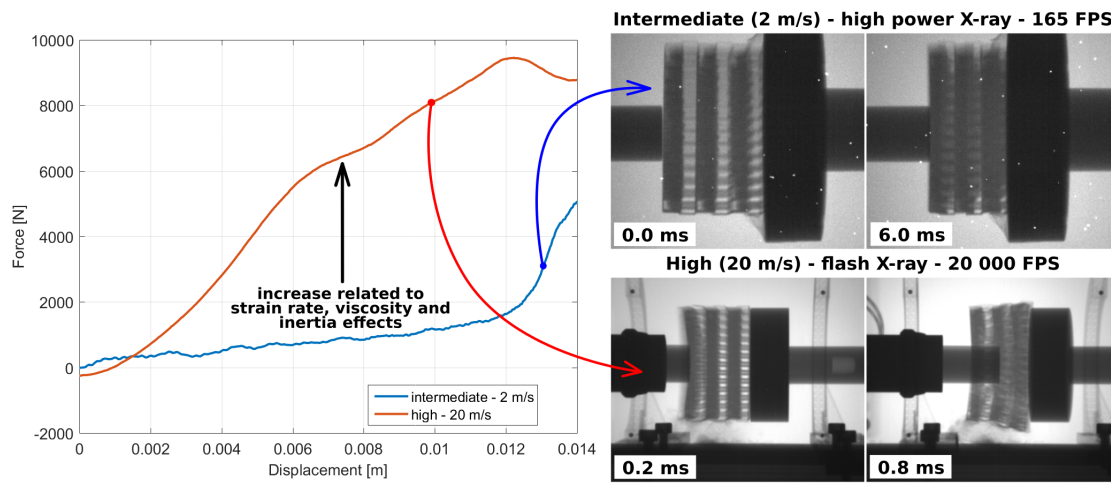 Intermediate (2 m/s) - high power X-ray - 165 FPS
0.0 ms
6.0 ms
High (20 m/s) - flash X-ray - 20 000 FPS
0.2 ms
0.8 ms
10000
8000
6000
4000
2000
0
-2000
Force [N]
increase related to
strain rate, viscosity and
inertia effects
intermediate - 2 m/s
high - 20 m/s
0
0.002
0.004
0.006
0.008
0.01
0.012
0.014
Displacement [m]